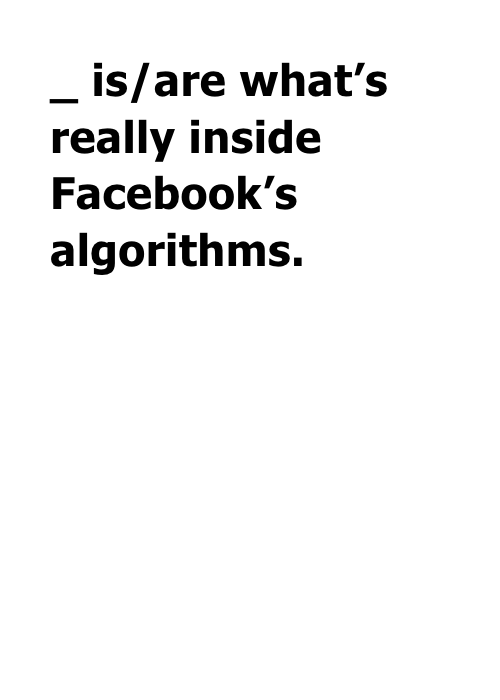 _ is/are what’s
really inside
Facebook’s
algorithms.